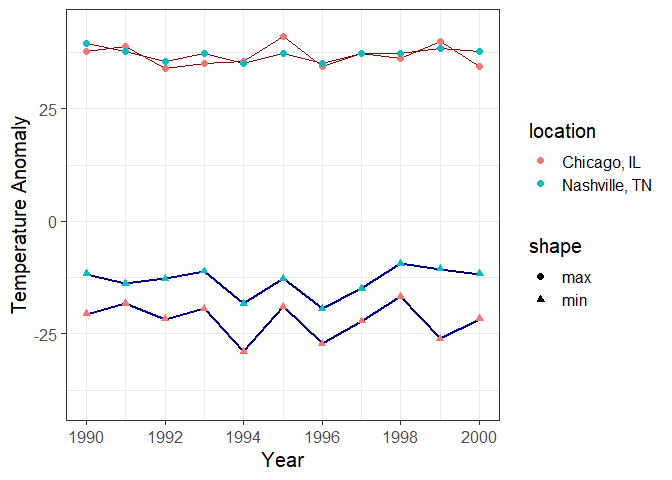 25
0
-25
Temperature Anomaly
1990 1992 1994 1996 1998 2000
Year
location
Chicago, IL
Nashville, TN
shape
max
min